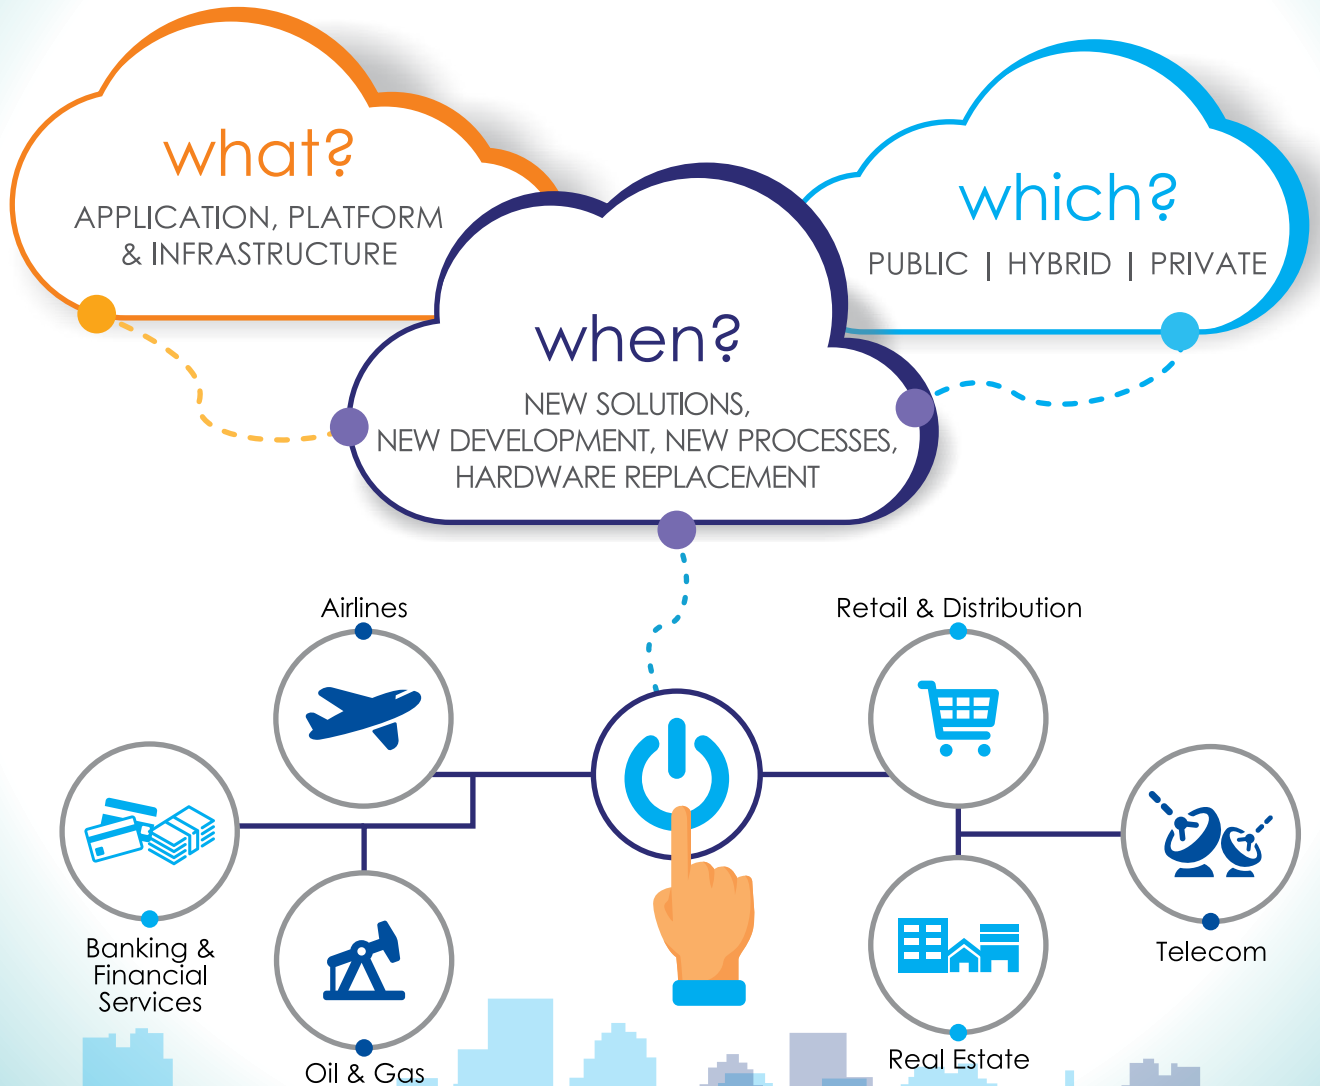 what?
APPLICATION, PLATFORM
& INFRASTRUCTURE
which?
PUBLIC | HYBRID | PRIVATE
when?
NEW SOLUTIONS,
NEW DEVELOPMENT, NEW PROCESSES,
HARDWARE REPLACEMENT
Airlines
Retail & Distribution
Banking &
Financial
Services
Telecom
Oil & Gas
Real Estate